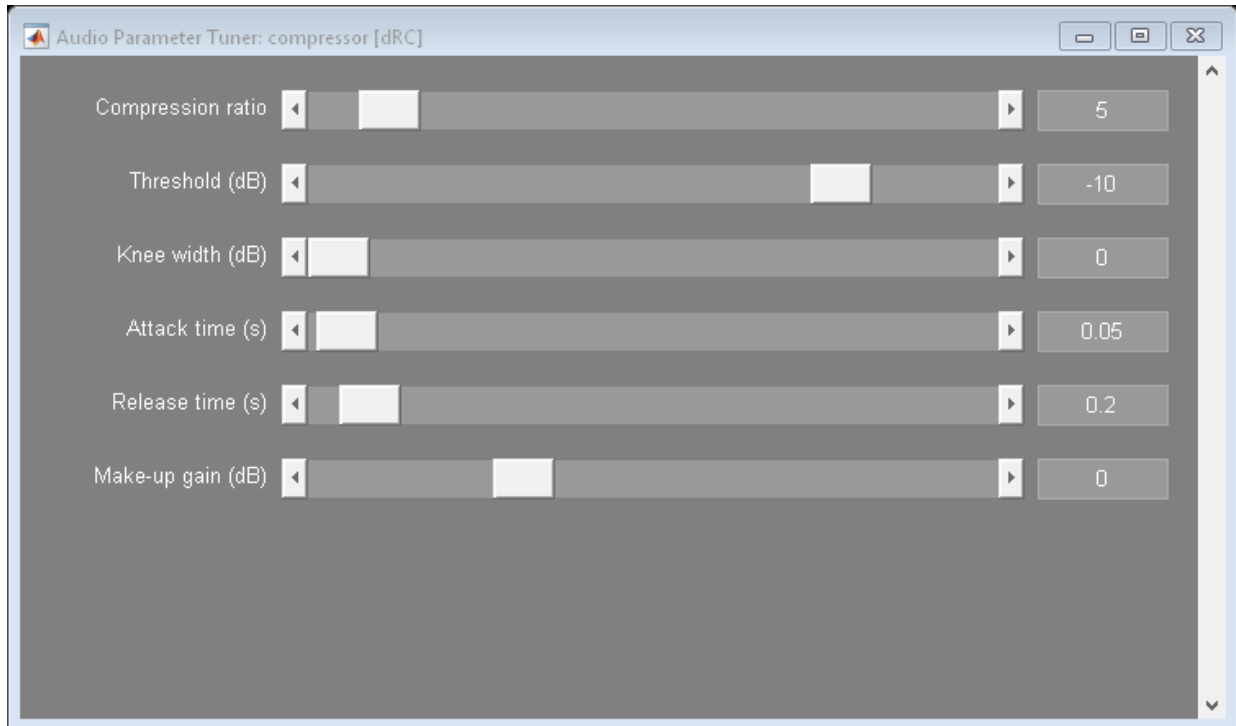 Audio Parameter Tuner: compressor [dRC]
Compression ratio 5
Threshold (dB) -10
Knee width (dB) 0
Attack time (s) 0.05
Release time (s) 0.2
Make-up gain (dB) 0